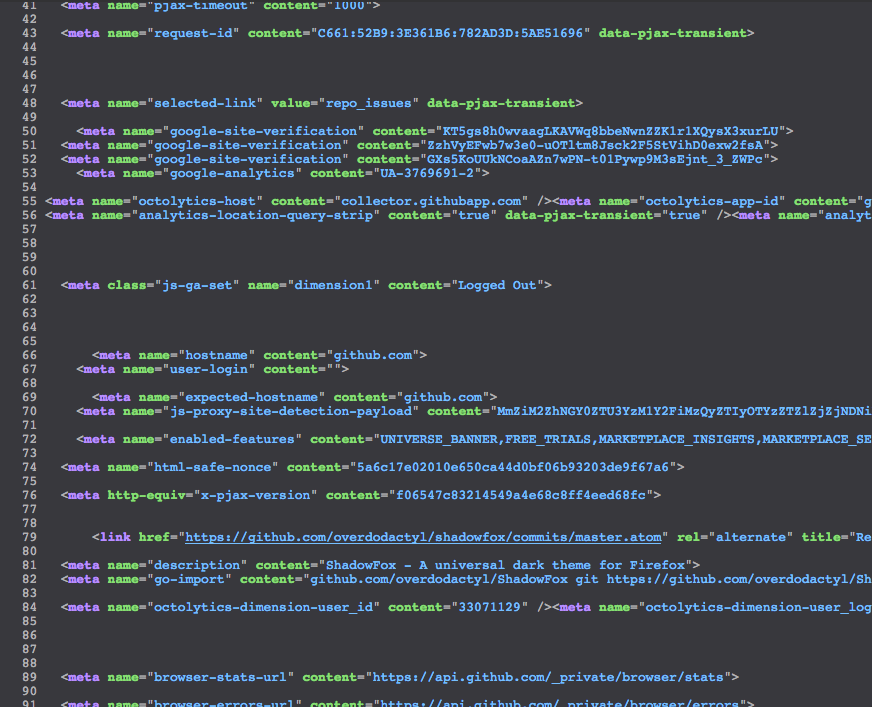 41 <meta name="pjax-timeout" content="1000">
42
43 <meta name="request-id" content="C661:52B9:3E361B6:782AD3D:5AE51696" data-pjax-transient>
44
45
46
47
48 <meta name="selected-link" value="repo_issues" data-pjax-transient>
49
50 <meta name="google-site-verification" content="KT5gs8h0wvaagLKAVWq8bbeNwnZZK1r1XQysX3xurLU">
51 <meta name="google-site-verification" content="ZzhVyEFwb7w3e0-uOTltm8Jsck2F5StVihD0exw2fsA">
52 <meta name="google-site-verification" content="GXs5KoUUkNCoaAZn7wPN-t01Pywp9M3sEjnt_3_ZWPc">
53 <meta name="google-analytics" content="UA-3769691-2">
54
55 <meta name="octolytics-host" content="collector.githubapp.com" /><meta name="octolytics-app-id" content="g
56 <meta name="analytics-location-query-strip" content="true" data-pjax-transient="true" /><meta name="analyt
57
58
59
60
61 <meta class="js-ga-set" name="dimension1" content="Logged Out">
62
63
64
65
66 <meta name="hostname" content="github.com">
67 <meta name="user-login" content="">
68
69 <meta name="expected-hostname" content="github.com">
70 <meta name="js-proxy-site-detection-payload" content="MmZiM2ZhNGY0ZTU3YzM1Y2FiMzQyZTIyOTYzZTZlZjZjNDNi
71
72 <meta name="enabled-features" content="UNIVERSE_BANNER,FREE_TRIALS,MARKETPLACE_INSIGHTS,MARKETPLACE_SE
73
74 <meta name="html-safe-nonce" content="5a6c17e02010e650ca44d0bf06b93203de9f67a6">
75
76 <meta http-equiv="x-pjax-version" content="f06547c83214549a4e68c8ff4eed68fc">
77
78
79 <link href="https://github.com/overdodactyl/shadowfox/commits/master.atom" rel="alternate" title="Re
80
81 <meta name="description" content="ShadowFox - A universal dark theme for Firefox">
82 <meta name="go-import" content="github.com/overdodactyl/ShadowFox git https://github.com/overdodactyl/Sh
83
84 <meta name="octolytics-dimension-user_id" content="33071129" /><meta name="octolytics-dimension-user_log
85
86
87
88
89 <meta name="browser-stats-url" content="https://api.github.com/_private/browser/stats">
90
91 <meta name="browser-errors-url" content="https://api.github.com/_private/browser/errors">